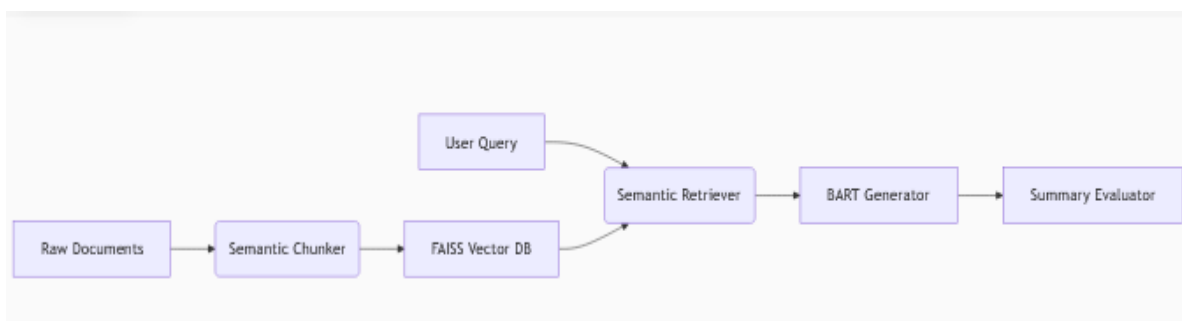 User Query
Semantic Retriever
BART Generator
Summary Evaluator
Raw Documents
Semantic Chunker
FAISS Vector DB